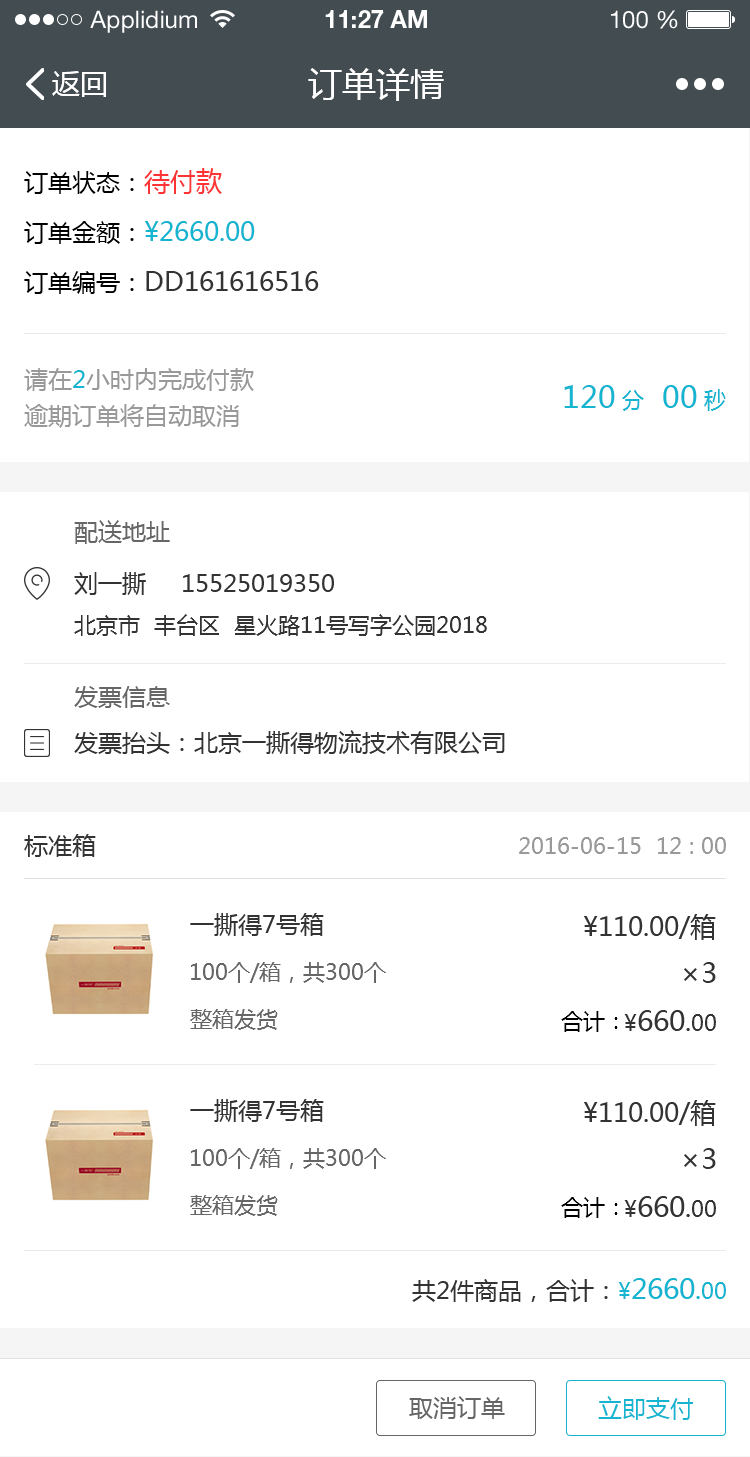 Applidium 11:27 AM 100 %
返回 订单详情
订单状态：待付款
订单金额：¥2660.00
订单编号：DD161616516
请在2小时内完成付款
逾期订单将自动取消
120 分 00 秒
配送地址
刘一撕 15525019350
北京市 丰台区 星火路11号写字公园2018
发票信息
发票抬头：北京一撕得物流技术有限公司
标准箱 2016-06-15 12：00
一撕得7号箱 ¥110.00/箱
100个/箱，共300个 ×3
整箱发货 合计：¥660.00
一撕得7号箱 ¥110.00/箱
100个/箱，共300个 ×3
整箱发货 合计：¥660.00
共2件商品，合计：¥2660.00
取消订单 立即支付